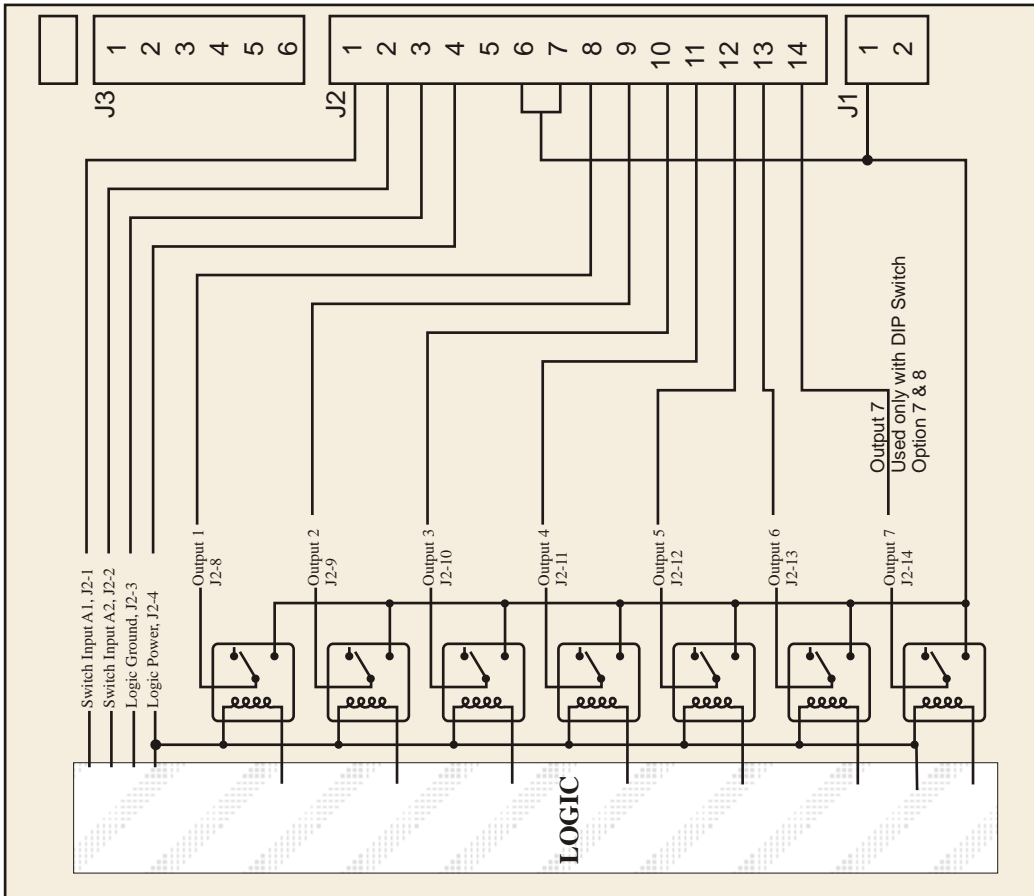 1
2
3
4
5
6
J3
1
2
3
4
5
6
7
8
9
10
11
12
13
14
J2
1
2
J1
Output 7
Used only with DIP Switch
Option 7 & 8
Switch Input A1, J2-1
Switch Input A2, J2-2
Logic Ground, J2-3
Logic Power, J2-4
Output 1
J2-8
Output 2
J2-9
Output 3
J2-10
Output 4
J2-11
Output 5
J2-12
Output 6
J2-13
Output 7
J2-14
LOGIC